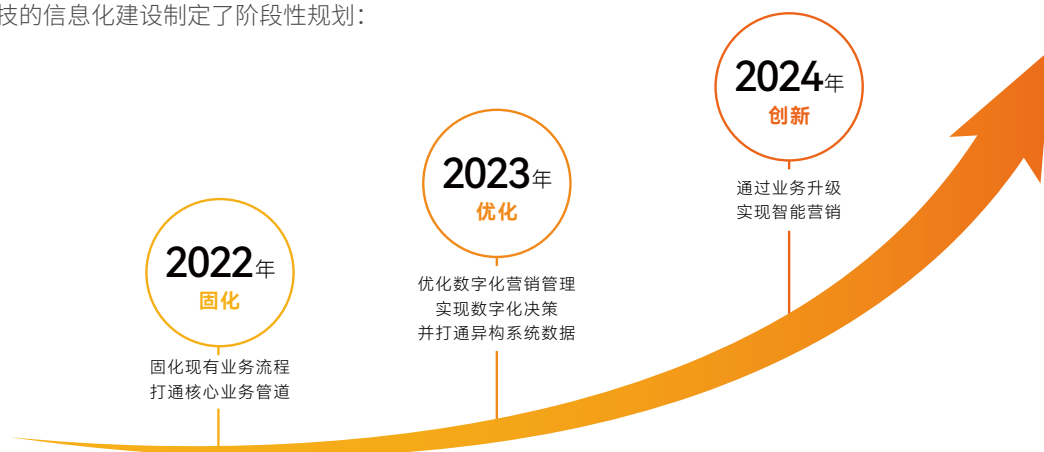 技的信息化建设制定了阶段性规划：
2022年
固化
固化现有业务流程
打通核心业务管道
2023年
优化
优化数字化营销管理
实现数字化决策
并打通异构系统数据
2024年
创新
通过业务升级
实现智能营销